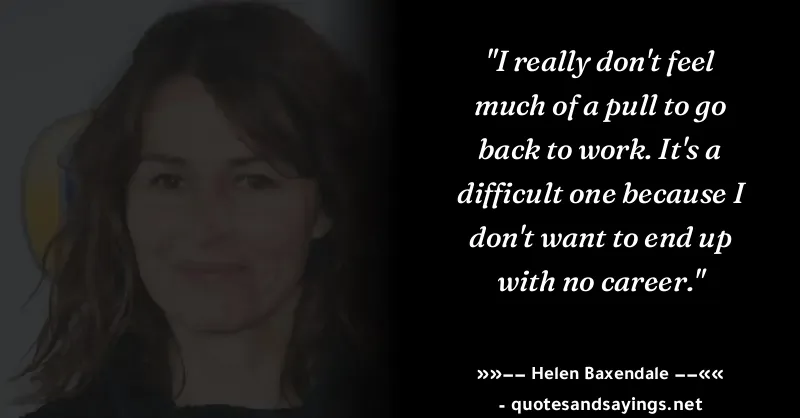 "I really don't feel
much of a pull to go
back to work. It's a
difficult one because I
don't want to end up
with no career."
»»−− Helen Baxendale −−««
- quotesandsayings.net